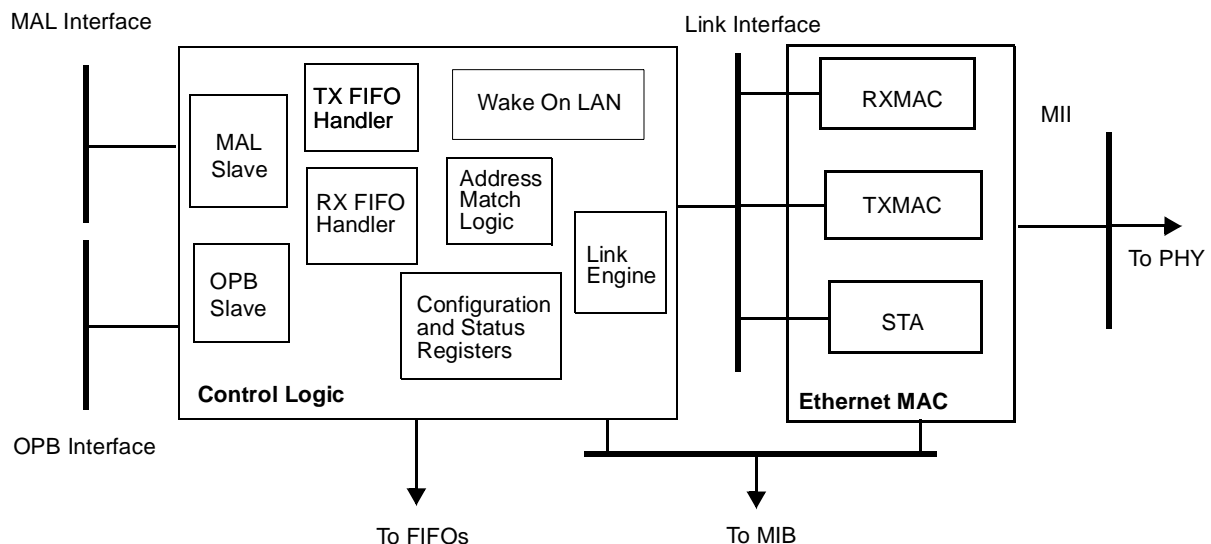 MAL Interface
Link Interface
TX FIFO
Handler
Wake On LAN
RXMAC
MII
MAL
Slave
RX FIFO
Handler
Address
Match
Logic
TXMAC
Link
Engine
To PHY
OPB
Slave
Configuration
and Status
Registers
STA
Control Logic
Ethernet MAC
OPB Interface
To FIFOs
To MIB